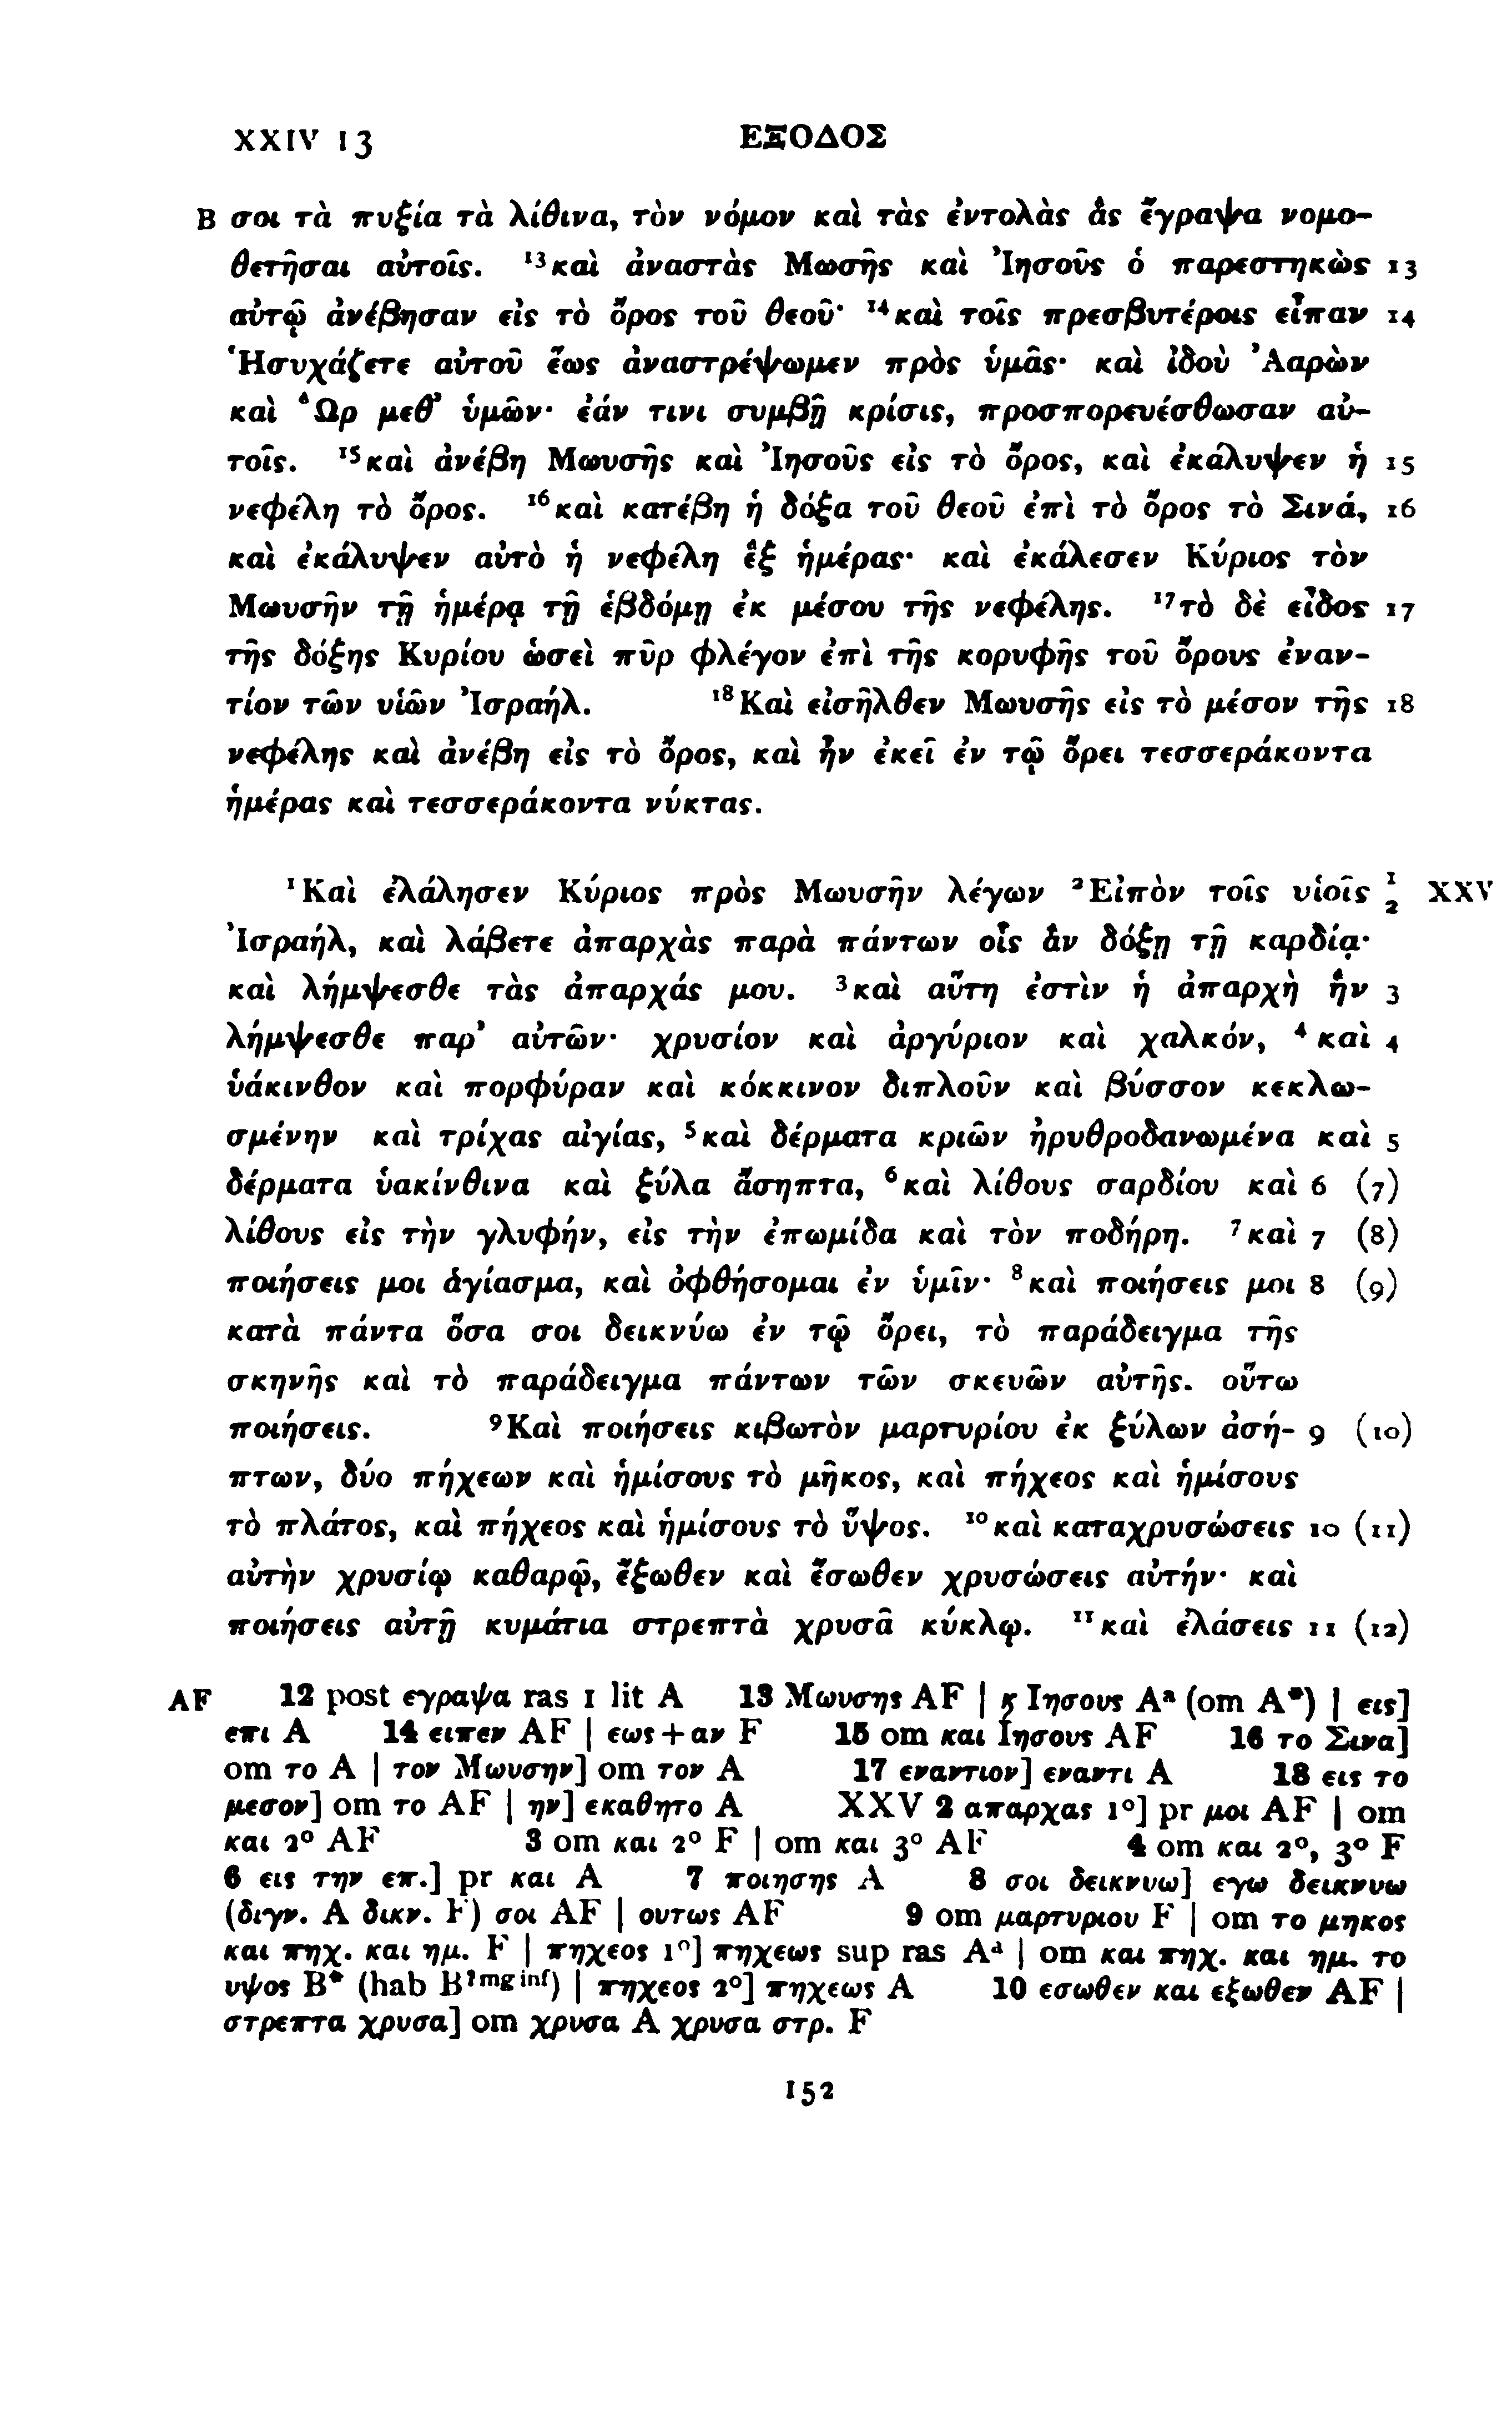 XXIV 13 ΕΞΟΔΟΣ
B σοι τὰ πυξία τὰ λίθινα, τὸν νόμον καὶ τὰς ἐντολὰς ἃς ἔγραψα νομο-
θετῆσαι αὐτοῖς. ¹³καὶ ἀναστὰς Μωσῆς καὶ Ἰησοῦς ὁ παρεστηκὼς 13
αὐτῷ ἀνέβησαν εἰς τὸ ὄρος τοῦ θεοῦ· ¹⁴καὶ τοῖς πρεσβυτέροις εἶπαν 14
Ἡσυχάζετε αὐτοῦ ἕως ἀναστρέψωμεν πρὸς ὑμᾶς· καὶ ἰδοὺ Ἀαρὼν
καὶ Ὢρ μεθ’ ὑμῶν· ἐάν τινι συμβῇ κρίσις, προσπορευέσθωσαν αὐ-
τοῖς. ¹⁵καὶ ἀνέβη Μωυσῆς καὶ Ἰησοῦς εἰς τὸ ὄρος, καὶ ἐκάλυψεν ἡ 15
νεφέλη τὸ ὄρος. ¹⁶καὶ κατέβη ἡ δόξα τοῦ θεοῦ ἐπὶ τὸ ὄρος τὸ Σινά, 16
καὶ ἐκάλυψεν αὐτὸ ἡ νεφέλη ἓξ ἡμέρας· καὶ ἐκάλεσεν Κύριος τὸν
Μωυσῆν τῇ ἡμέρᾳ τῇ ἑβδόμῃ ἐκ μέσου τῆς νεφέλης. ¹⁷τὸ δὲ εἶδος 17
τῆς δόξης Κυρίου ὡσεὶ πῦρ φλέγον ἐπὶ τῆς κορυφῆς τοῦ ὄρους ἐναν-
τίον τῶν υἱῶν Ἰσραήλ. ¹⁸Καὶ εἰσῆλθεν Μωυσῆς εἰς τὸ μέσον τῆς 18
νεφέλης καὶ ἀνέβη εἰς τὸ ὄρος, καὶ ἦν ἐκεῖ ἐν τῷ ὄρει τεσσεράκοντα
ἡμέρας καὶ τεσσεράκοντα νύκτας.
¹Καὶ ἐλάλησεν Κύριος πρὸς Μωυσῆν λέγων ²Εἰπὸν τοῖς υἱοῖς 1 2 XXV
Ἰσραήλ, καὶ λάβετε ἀπαρχὰς παρὰ πάντων οἷς ἂν δόξῃ τῇ καρδίᾳ·
καὶ λήμψεσθε τὰς ἀπαρχάς μου. ³καὶ αὕτη ἐστὶν ἡ ἀπαρχὴ ἣν 3
λήμψεσθε παρ’ αὐτῶν· χρυσίον καὶ ἀργύριον καὶ χαλκόν, ⁴καὶ 4
ὑάκινθον καὶ πορφύραν καὶ κόκκινον διπλοῦν καὶ βύσσον κεκλω-
σμένην καὶ τρίχας αἰγίας, ⁵καὶ δέρματα κριῶν ἠρυθροδανωμένα καὶ 5
δέρματα ὑακίνθινα καὶ ξύλα ἄσηπτα, ⁶καὶ λίθους σαρδίου καὶ 6 (7)
λίθους εἰς τὴν γλυφήν, εἰς τὴν ἐπωμίδα καὶ τὸν ποδήρη. ⁷καὶ 7 (8)
ποιήσεις μοι ἁγίασμα, καὶ ὀφθήσομαι ἐν ὑμῖν· ⁸καὶ ποιήσεις μοι 8 (9)
κατὰ πάντα ὅσα σοι δεικνύω ἐν τῷ ὄρει, τὸ παράδειγμα τῆς
σκηνῆς καὶ τὸ παράδειγμα πάντων τῶν σκευῶν αὐτῆς. οὕτω
ποιήσεις. ⁹Καὶ ποιήσεις κιβωτὸν μαρτυρίου ἐκ ξύλων ἀσή- 9 (10)
πτων, δύο πήχεων καὶ ἡμίσους τὸ μῆκος, καὶ πήχεος καὶ ἡμίσους
τὸ πλάτος, καὶ πήχεος καὶ ἡμίσους τὸ ὕψος. ¹⁰καὶ καταχρυσώσεις 10 (11)
αὐτὴν χρυσίῳ καθαρῷ, ἔξωθεν καὶ ἔσωθεν χρυσώσεις αὐτήν· καὶ
ποιήσεις αὐτῇ κυμάτια στρεπτὰ χρυσᾶ κύκλῳ. ¹¹καὶ ἐλάσεις 11 (12)
AF 12 post εγραψα ras 1 lit A 13 Μωυσης AF | ϗ Ιησους Aᵃ (om A*) | εις]
επι A 14 ειπεν AF | εως + αν F 15 om και Ιησους AF 16 το Σινα]
om το A | τον Μωυσην] om τον A 17 εναντιον] εναντι A 18 εις το
μεσον] om το AF | ην] εκαθητο A XXV 2 απαρχας 1°] pr μοι AF | om
και 2° AF 3 om και 2° F | om και 3° AF 4 om και 2°, 3° F
6 εις την επ.] pr και A 7 ποιησης A 8 σοι δεικνυω] εγω δεικνυω
(διγν. A δικν. F) σοι AF | ουτως AF 9 om μαρτυριου F | om το μηκος
και πηχ. και ημ. F | πηχεος 1°] πηχεως sup ras Aᵃ | om και πηχ. και ημ. το
υψος B* (hab B?ᵐᵍ ⁱⁿᶠ) | πηχεος 2°] πηχεως A 10 εσωθεν και εξωθεν AF |
στρεπτα χρυσα] om χρυσα A χρυσα στρ. F
152